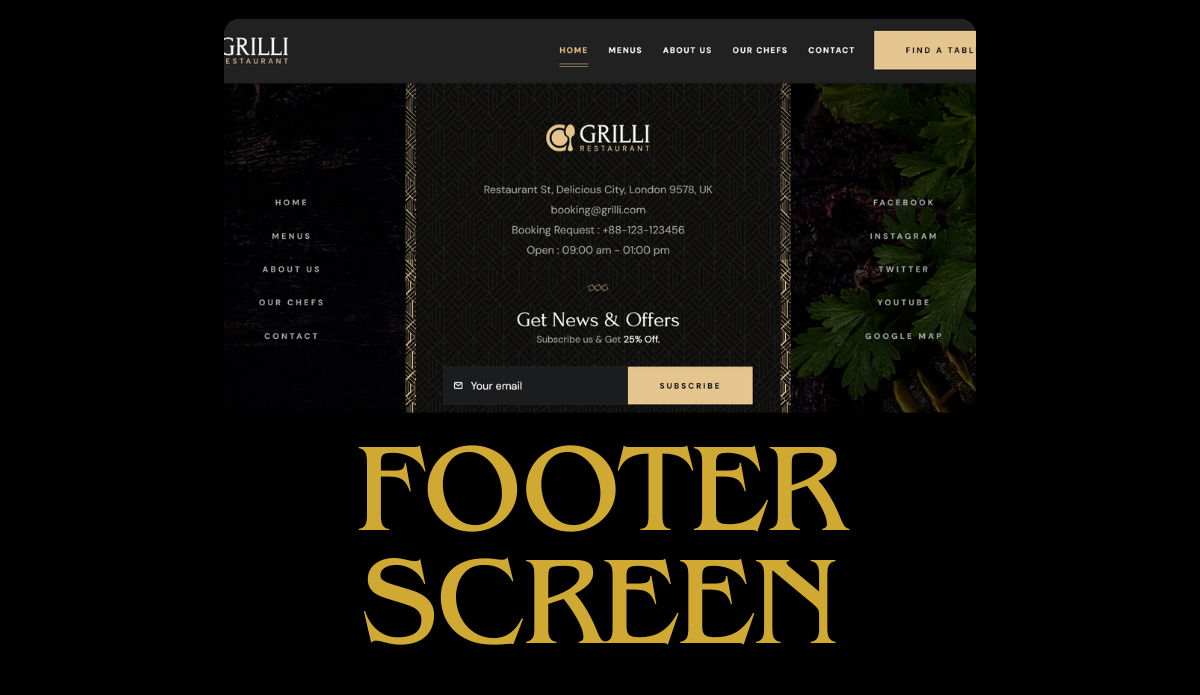 GRILLI
RESTAURANT
HOME MENUS ABOUT US OUR CHEFS CONTACT
FIND A TABL
HOME
MENUS
ABOUT US
OUR CHEFS
CONTACT
GRILLI
RESTAURANT
Restaurant St, Delicious City, London 9578, UK
booking@grilli.com
Booking Request : +88-123-123456
Open : 09:00 am - 01:00 pm
Get News & Offers
Subscribe us & Get 25% Off.
Your email
SUBSCRIBE
FACEBOOK
INSTAGRAM
TWITTER
YOUTUBE
GOOGLE MAP
FOOTER
SCREEN